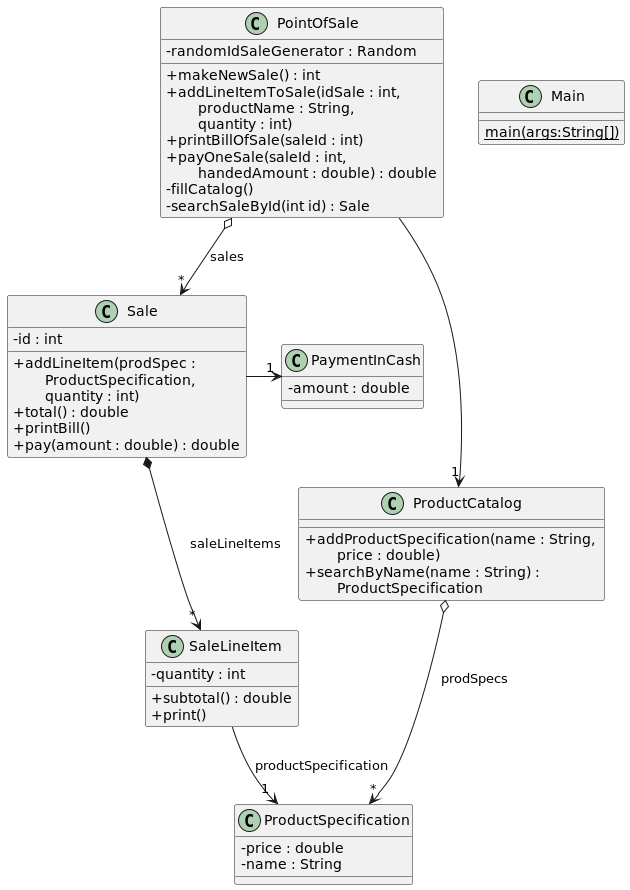 C PointOfSale
-randomIdSaleGenerator : Random
+makeNewSale() : int
+addLineItemToSale(idSale : int,
productName : String,
quantity : int)
+printBillOfSale(saleId : int)
+payOneSale(saleId : int,
handedAmount : double) : double
-fillCatalog()
-searchSaleById(int id) : Sale
C Main
main(args:String[])
sales
*
C Sale
-id : int
+addLineItem(prodSpec :
ProductSpecification,
quantity : int)
+total() : double
+printBill()
+pay(amount : double) : double
1
C PaymentInCash
-amount : double
1
C ProductCatalog
+addProductSpecification(name : String,
price : double)
+searchByName(name : String) :
ProductSpecification
saleLineItems
*
C SaleLineItem
-quantity : int
+subtotal() : double
+print()
prodSpecs
*
productSpecification
1
C ProductSpecification
-price : double
-name : String